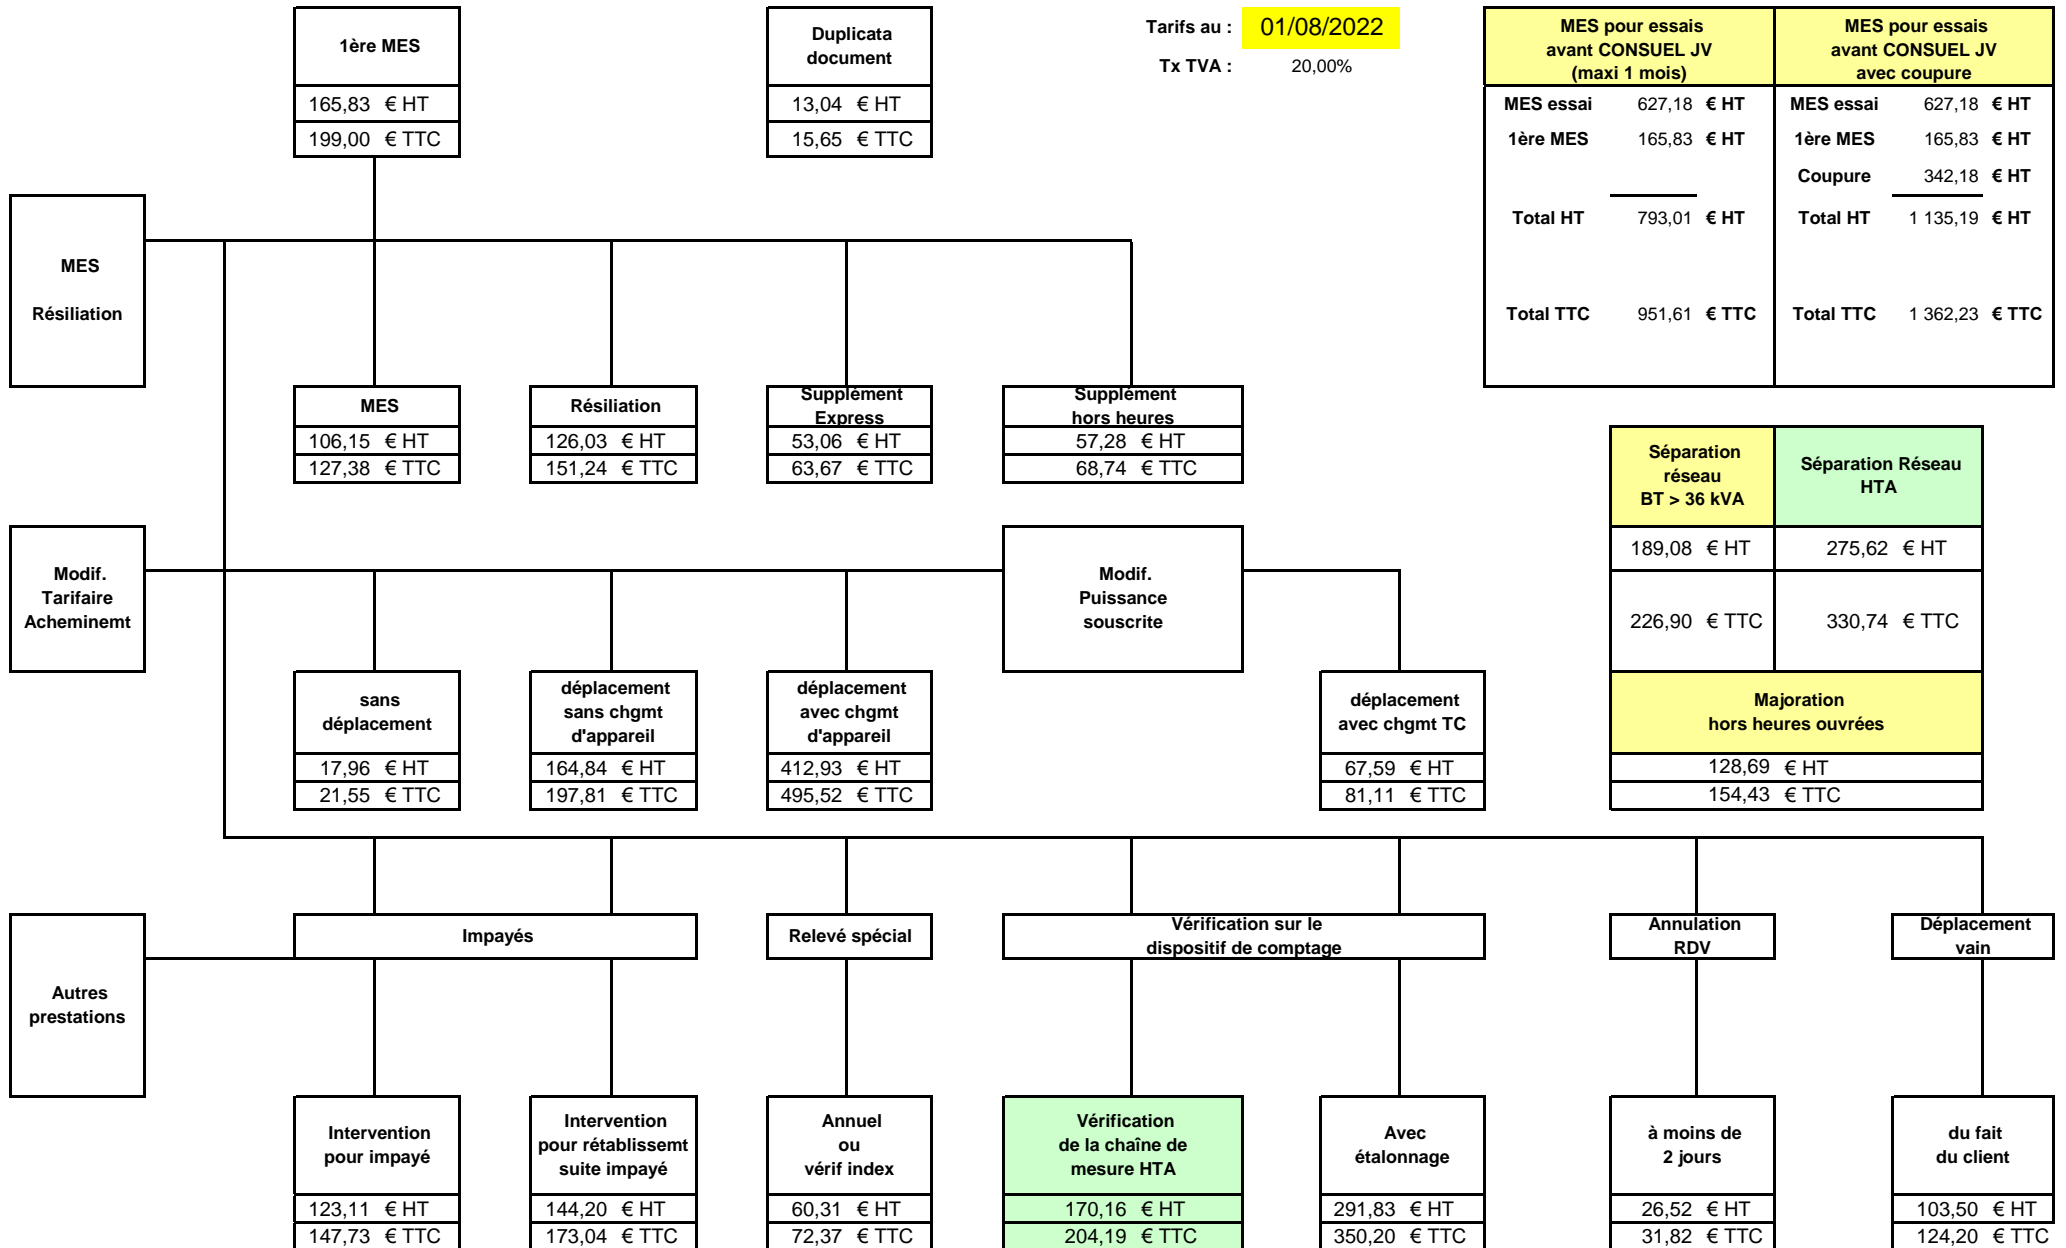 1ère MES
165,83 € HT
199,00 € TTC
Duplicata
document
13,04 € HT
15,65 € TTC
Tarifs au : 01/08/2022
Tx TVA : 20,00%
MES pour essais
avant CONSUEL JV
(maxi 1 mois)
MES essai 627,18 € HT
1ère MES 165,83 € HT
Total HT 793,01 € HT
Total TTC 951,61 € TTC
MES pour essais
avant CONSUEL JV
avec coupure
MES essai 627,18 € HT
1ère MES 165,83 € HT
Coupure 342,18 € HT
Total HT 1 135,19 € HT
Total TTC 1 362,23 € TTC
MES
Résiliation
MES
106,15 € HT
127,38 € TTC
Résiliation
126,03 € HT
151,24 € TTC
Supplément
Express
53,06 € HT
63,67 € TTC
Supplément
hors heures
57,28 € HT
68,74 € TTC
Séparation
réseau
BT > 36 kVA
189,08 € HT
226,90 € TTC
Séparation Réseau
HTA
275,62 € HT
330,74 € TTC
Majoration
hors heures ouvrées
128,69 € HT
154,43 € TTC
Modif.
Tarifaire
Acheminemt
Modif.
Puissance
souscrite
sans
déplacement
17,96 € HT
21,55 € TTC
déplacement
sans chgmt
d'appareil
164,84 € HT
197,81 € TTC
déplacement
avec chgmt
d'appareil
412,93 € HT
495,52 € TTC
déplacement
avec chgmt TC
67,59 € HT
81,11 € TTC
Autres
prestations
Impayés
Relevé spécial
Vérification sur le
dispositif de comptage
Annulation
RDV
Déplacement
vain
Intervention
pour impayé
123,11 € HT
147,73 € TTC
Intervention
pour rétablissemt
suite impayé
144,20 € HT
173,04 € TTC
Annuel
ou
vérif index
60,31 € HT
72,37 € TTC
Vérification
de la chaîne de
mesure HTA
170,16 € HT
204,19 € TTC
Avec
étalonnage
291,83 € HT
350,20 € TTC
à moins de
2 jours
26,52 € HT
31,82 € TTC
du fait
du client
103,50 € HT
124,20 € TTC